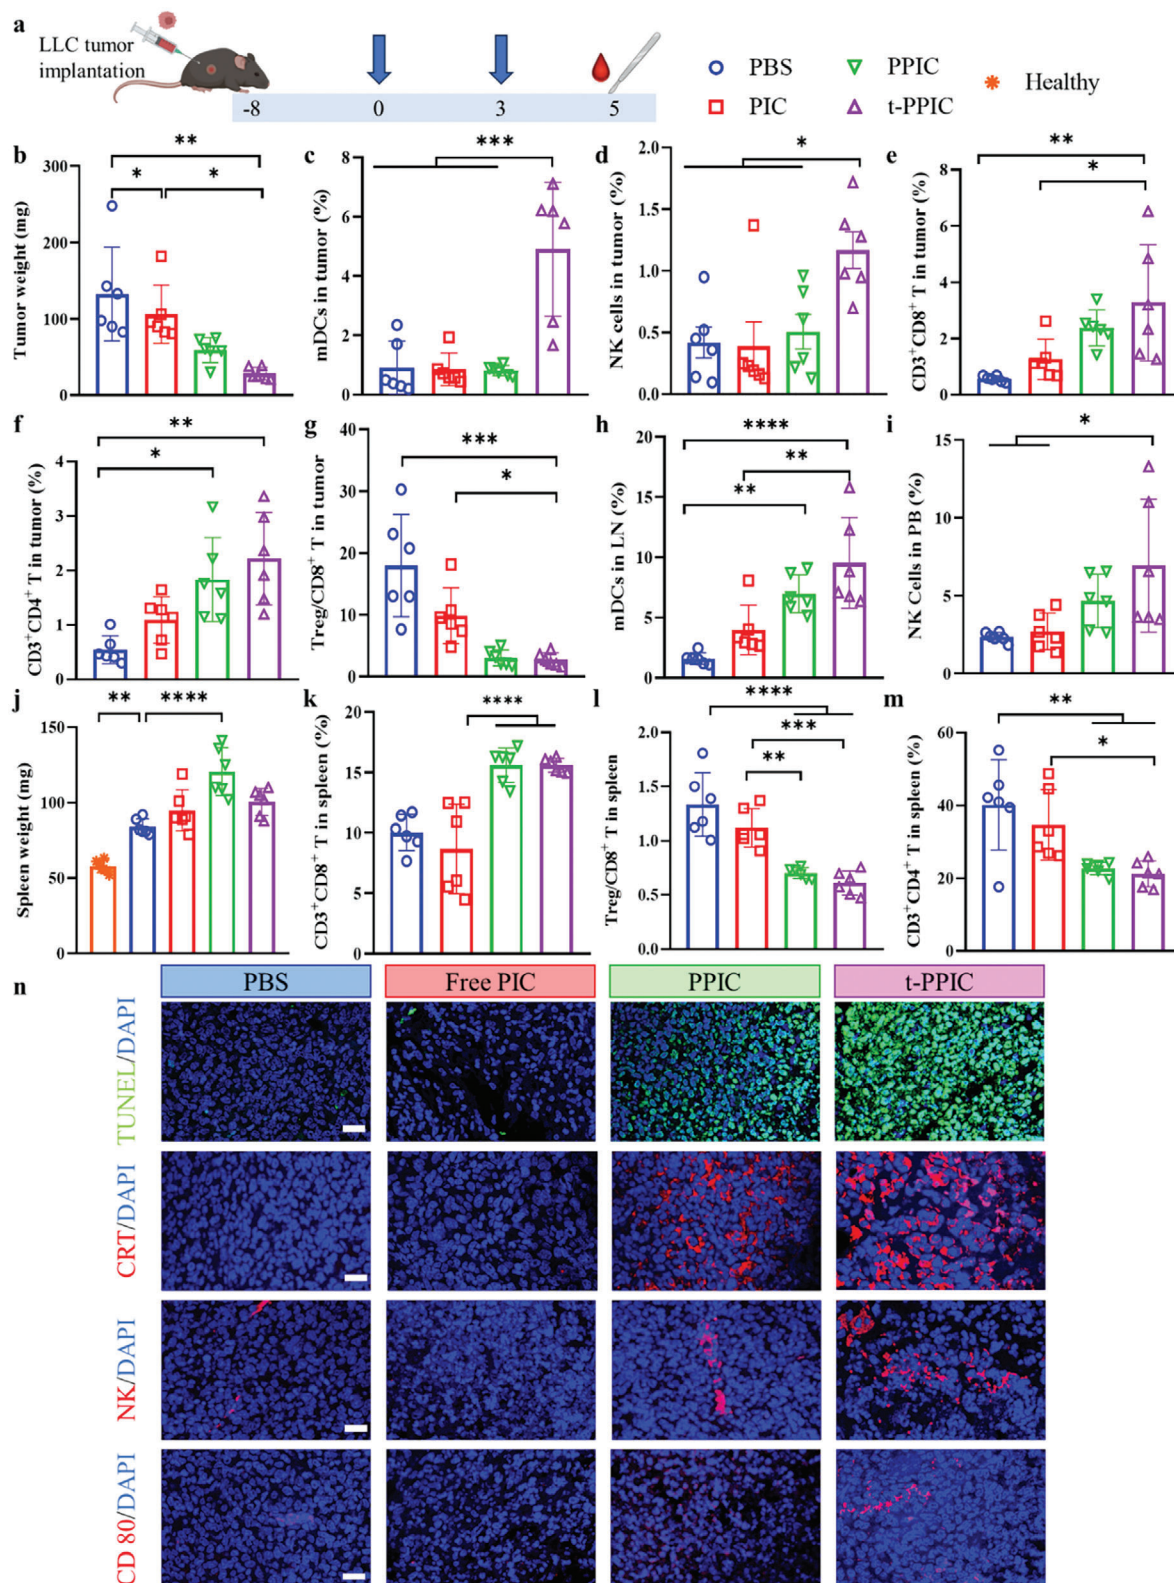 a
LLC tumor
implantation
-8 0 3 5
PBS PPIC
PIC t-PPIC
Healthy
b
Tumor weight (mg)
300
200
100
0
** * *
c
mDCs in tumor (%)
8
6
4
2
0
***
d
NK cells in tumor (%)
2.0
1.5
1.0
0.5
0.0
*
e
CD3+CD8+ T in tumor (%)
8
6
4
2
0
**
*
f
CD3+CD4+ T in tumor (%)
4
3
2
1
0
**
*
g
Treg/CD8+ T in tumor
40
30
20
10
0
***
*
h
mDCs in LN (%)
20
15
10
5
0
****
**
**
i
NK Cells in PB (%)
15
10
5
0
*
j
Spleen weight (mg)
150
100
50
0
** ****
k
CD3+CD8+ T in spleen (%)
20
15
10
5
0
****
l
Treg/CD8+ T in spleen
2.0
1.5
1.0
0.5
0.0
****
***
**
m
CD3+CD4+ T in spleen (%)
60
40
20
0
**
*
n
PBS Free PIC PPIC t-PPIC
TUNEL/DAPI
CRT/DAPI
NK/DAPI
CD 80/DAPI